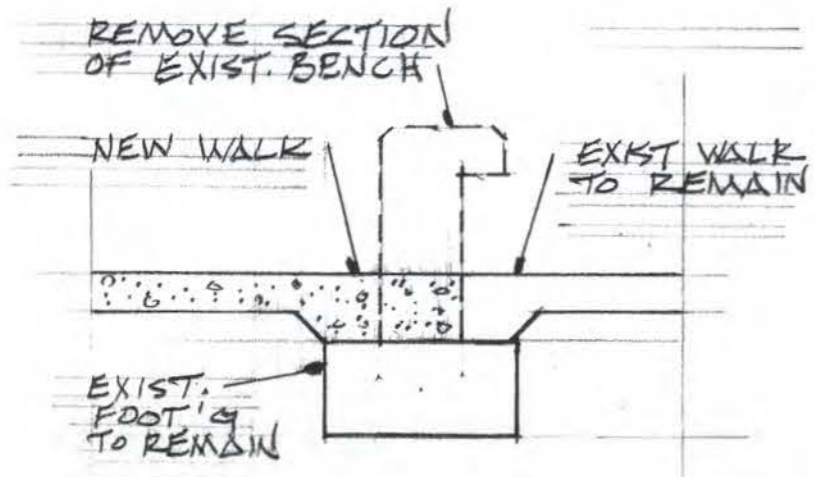 REMOVE SECTION
OF EXIST. BENCH
NEW WALK
EXIST WALK
TO REMAIN
EXIST.
FOOT'G
TO REMAIN